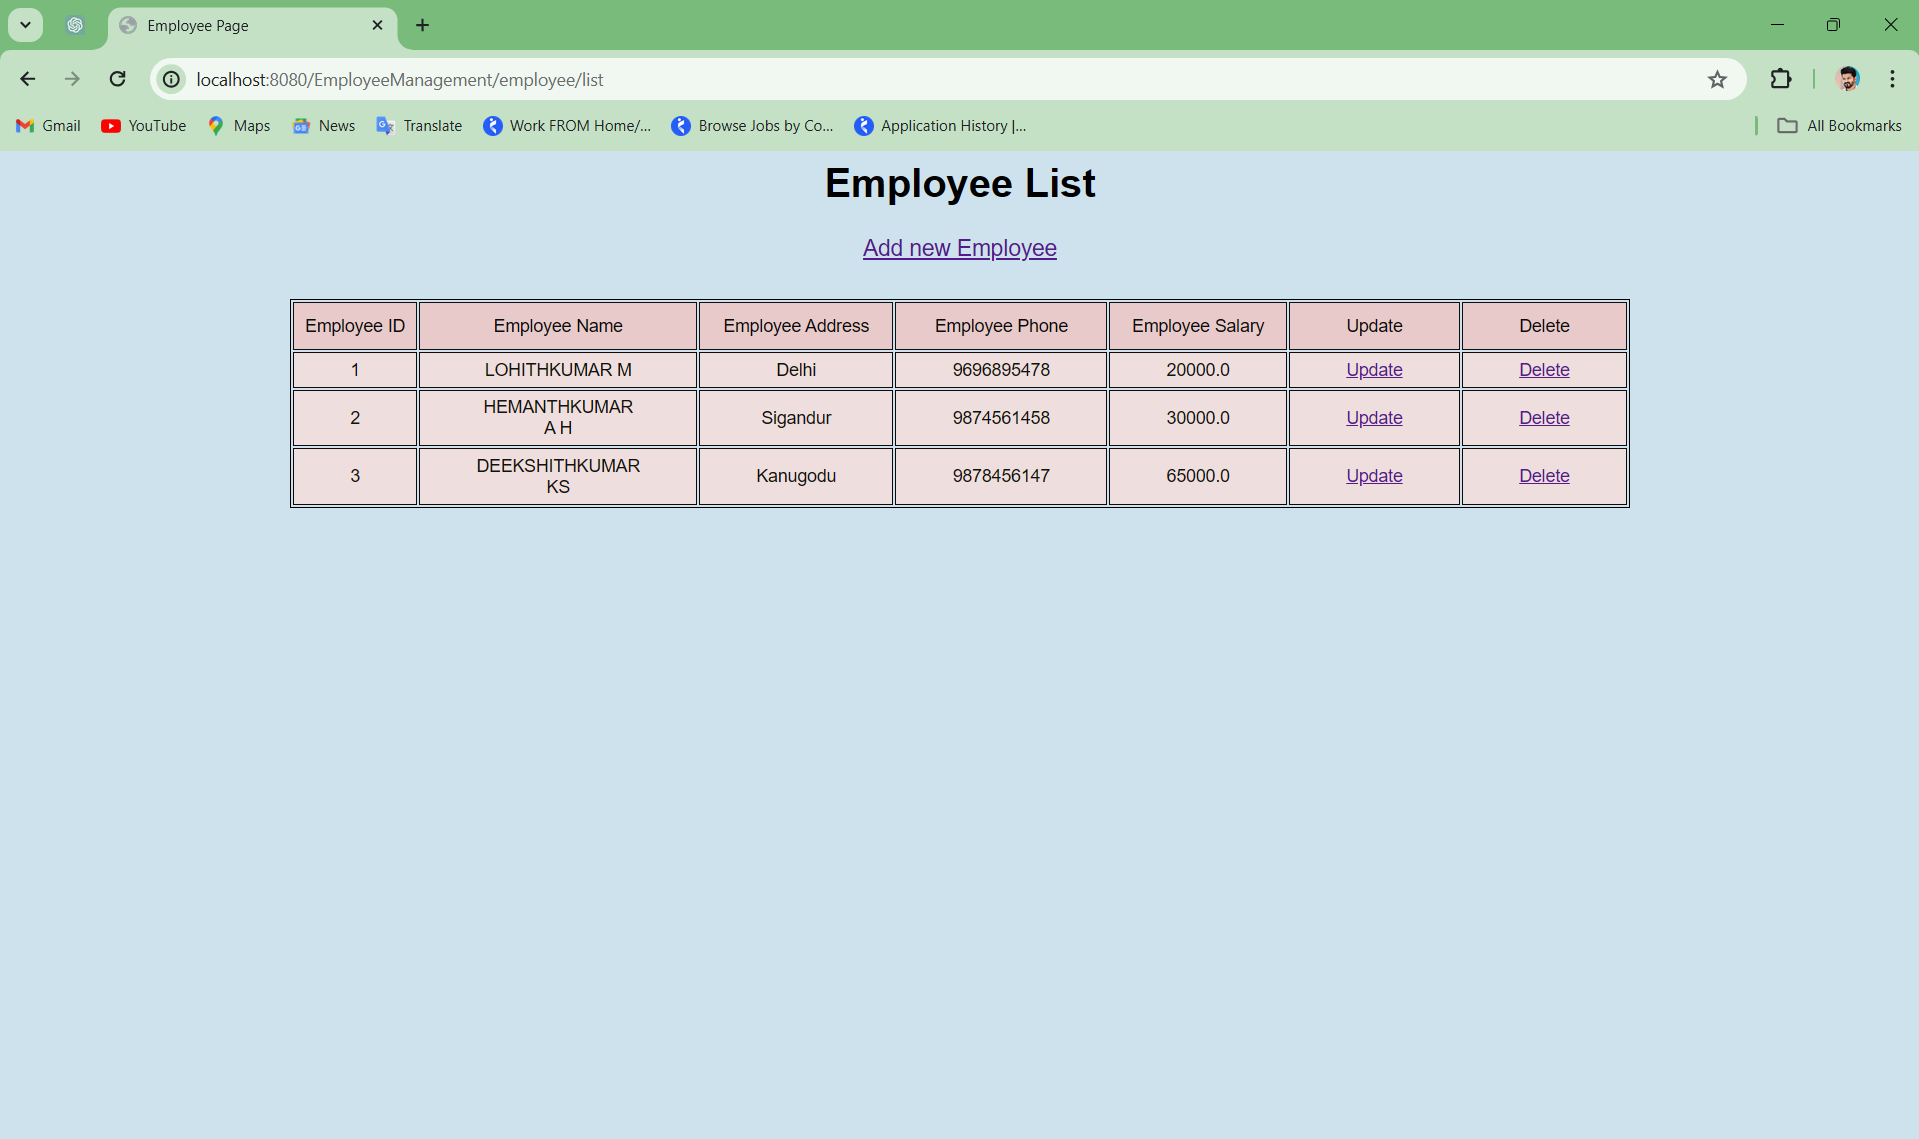 Employee Page
localhost:8080/EmployeeManagement/employee/list
Gmail YouTube Maps News Translate Work FROM Home/... Browse Jobs by Co... Application History |... All Bookmarks
Employee List
Add new Employee
Employee ID Employee Name Employee Address Employee Phone Employee Salary Update Delete
1 LOHITHKUMAR M Delhi 9696895478 20000.0 Update Delete
2 HEMANTHKUMAR A H Sigandur 9874561458 30000.0 Update Delete
3 DEEKSHITHKUMAR KS Kanugodu 9878456147 65000.0 Update Delete